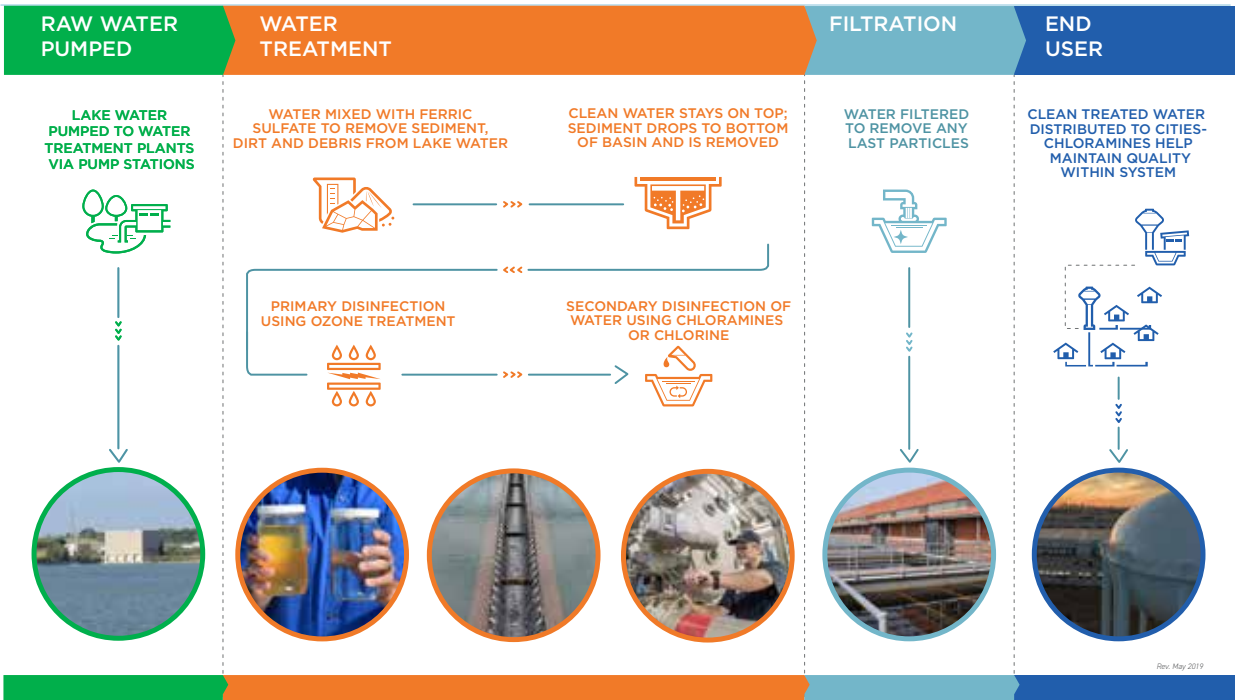 RAW WATER
PUMPED
WATER
TREATMENT
FILTRATION
END
USER
LAKE WATER
PUMPED TO WATER
TREATMENT PLANTS
VIA PUMP STATIONS
WATER MIXED WITH FERRIC
SULFATE TO REMOVE SEDIMENT,
DIRT AND DEBRIS FROM LAKE WATER
CLEAN WATER STAYS ON TOP;
SEDIMENT DROPS TO BOTTOM
OF BASIN AND IS REMOVED
PRIMARY DISINFECTION
USING OZONE TREATMENT
SECONDARY DISINFECTION OF
WATER USING CHLORAMINES
OR CHLORINE
WATER FILTERED
TO REMOVE ANY
LAST PARTICLES
CLEAN TREATED WATER
DISTRIBUTED TO CITIES-
CHLORAMINES HELP
MAINTAIN QUALITY
WITHIN SYSTEM
Rev. May 2019